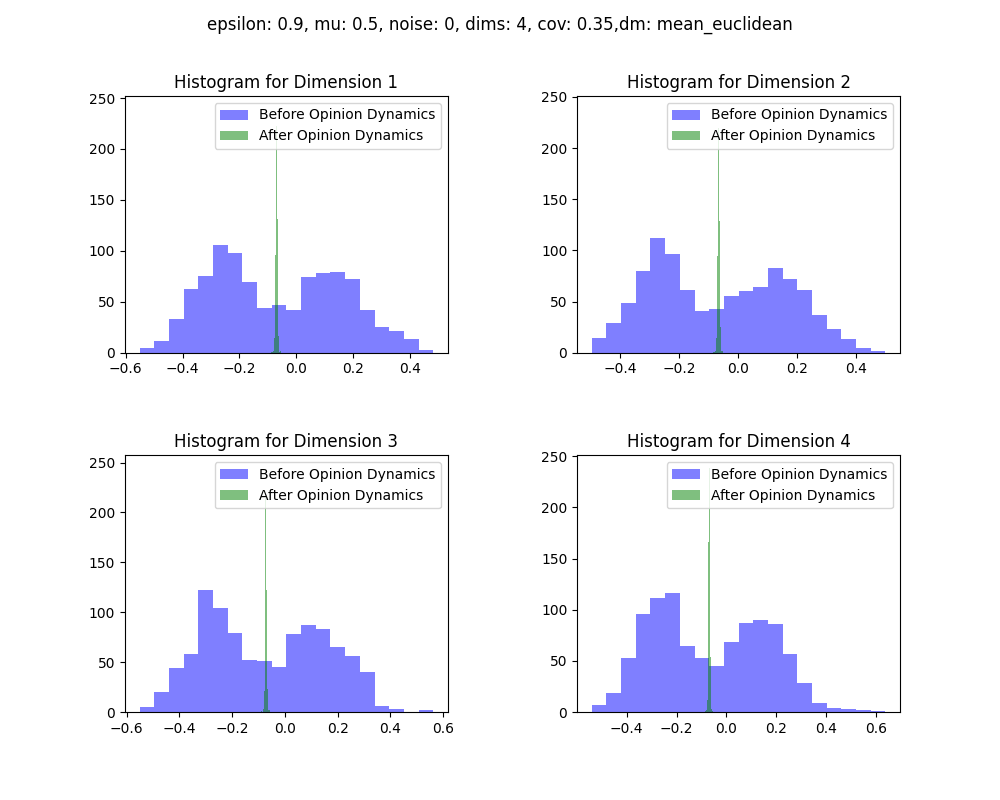 epsilon: 0.9, mu: 0.5, noise: 0, dims: 4, cov: 0.35,dm: mean_euclidean
Histogram for Dimension 1
Before Opinion Dynamics
After Opinion Dynamics
250
200
150
100
50
0
−0.6 −0.4 −0.2 0.0 0.2 0.4
Histogram for Dimension 2
Before Opinion Dynamics
After Opinion Dynamics
250
200
150
100
50
0
−0.4 −0.2 0.0 0.2 0.4
Histogram for Dimension 3
Before Opinion Dynamics
After Opinion Dynamics
250
200
150
100
50
0
−0.6 −0.4 −0.2 0.0 0.2 0.4 0.6
Histogram for Dimension 4
Before Opinion Dynamics
After Opinion Dynamics
250
200
150
100
50
0
−0.4 −0.2 0.0 0.2 0.4 0.6